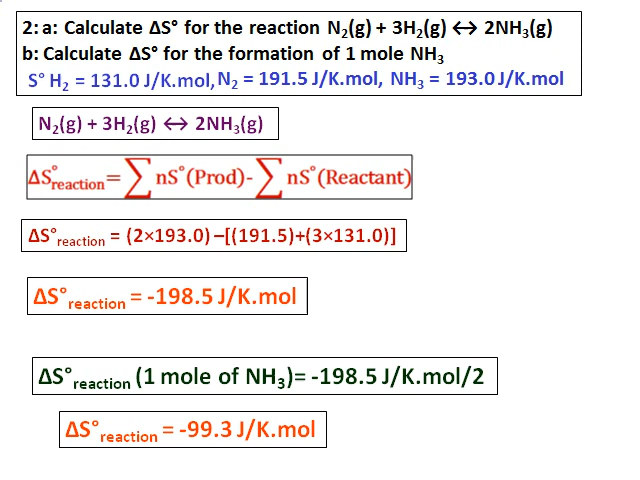 2: a: Calculate ΔS° for the reaction N₂(g) + 3H₂(g) ↔ 2NH₃(g)
b: Calculate ΔS° for the formation of 1 mole NH₃
S° H₂ = 131.0 J/K.mol, N₂ = 191.5 J/K.mol, NH₃ = 193.0 J/K.mol
N₂(g) + 3H₂(g) ↔ 2NH₃(g)
ΔS°reaction = ∑ nS°(Prod)- ∑ nS°(Reactant)
ΔS°reaction = (2×193.0)–[(191.5)+(3×131.0)]
ΔS°reaction = -198.5 J/K.mol
ΔS°reaction (1 mole of NH₃)= -198.5 J/K.mol/2
ΔS°reaction = -99.3 J/K.mol